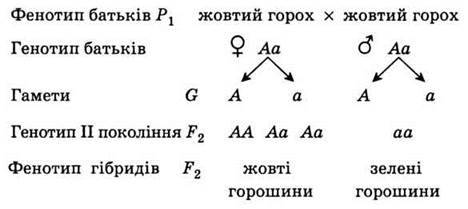 Фенотип батьків P₁ жовтий горох × жовтий горох
Генотип батьків ♀ Aa ♂ Aa
Гамети G A a A a
Генотип II покоління F₂ AA Aa Aa aa
Фенотип гібридів F₂ жовті зелені
горошини горошини